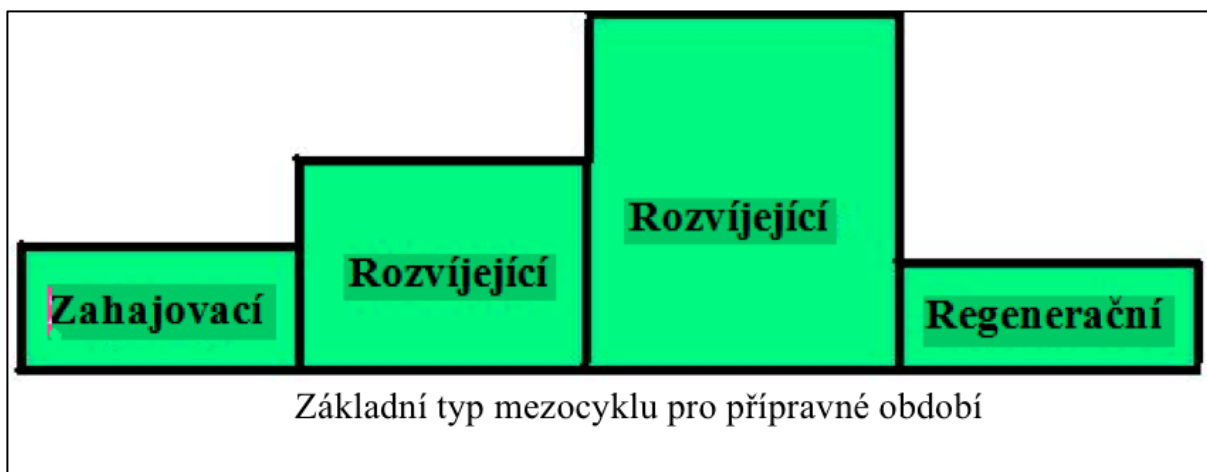 Zahajovací
Rozvíjející
Rozvíjející
Regenerační
Základní typ mezocyklu pro přípravné období